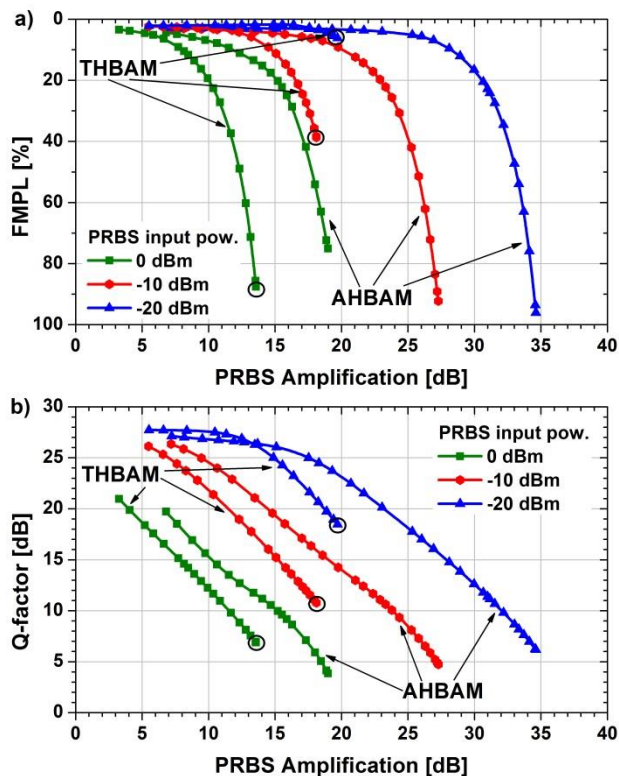 a)
0
20
40
60
80
100
FMPL [%]
THBAM
PRBS input pow.
0 dBm
-10 dBm
-20 dBm
AHBAM
0 5 10 15 20 25 30 35 40
PRBS Amplification [dB]
b)
30
25
20
15
10
5
0
Q-factor [dB]
THBAM
PRBS input pow.
0 dBm
-10 dBm
-20 dBm
AHBAM
0 5 10 15 20 25 30 35 40
PRBS Amplification [dB]